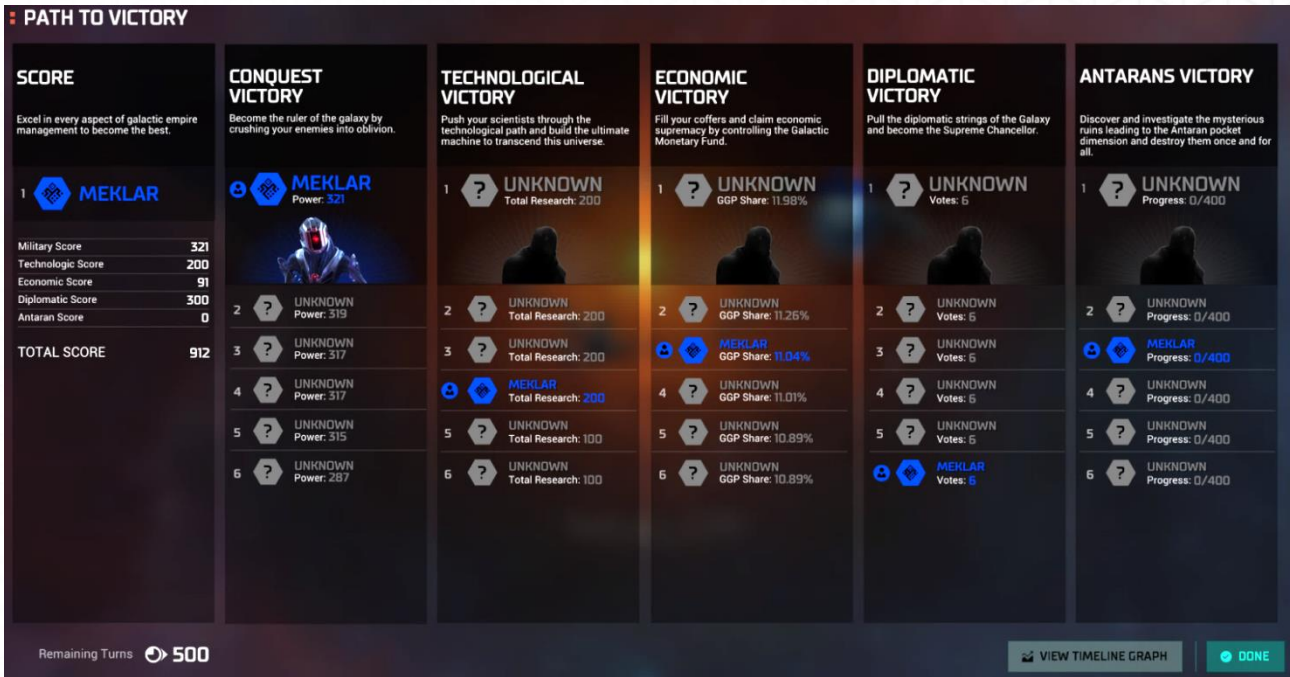 PATH TO VICTORY
SCORE
Excel in every aspect of galactic empire
management to become the best.
1 MEKLAR
Military Score 321
Technologic Score 200
Economic Score 91
Diplomatic Score 300
Antaran Score 0
TOTAL SCORE 912
CONQUEST
VICTORY
Become the ruler of the galaxy by
crushing your enemies into oblivion.
MEKLAR
Power: 321
2 ? UNKNOWN
Power: 319
3 ? UNKNOWN
Power: 317
4 ? UNKNOWN
Power: 317
5 ? UNKNOWN
Power: 315
6 ? UNKNOWN
Power: 287
TECHNOLOGICAL
VICTORY
Push your scientists through the
technological path and build the ultimate
machine to transcend this universe.
1 ? UNKNOWN
Total Research: 200
2 ? UNKNOWN
Total Research: 200
3 ? UNKNOWN
Total Research: 200
MEKLAR
Total Research: 200
5 ? UNKNOWN
Total Research: 100
6 ? UNKNOWN
Total Research: 100
ECONOMIC
VICTORY
Fill your coffers and claim economic
supremacy by controlling the Galactic
Monetary Fund.
1 ? UNKNOWN
GGP Share: 11.98%
2 ? UNKNOWN
GGP Share: 11.26%
MEKLAR
GGP Share: 11.04%
4 ? UNKNOWN
GGP Share: 11.01%
5 ? UNKNOWN
GGP Share: 10.89%
6 ? UNKNOWN
GGP Share: 10.89%
DIPLOMATIC
VICTORY
Pull the diplomatic strings of the Galaxy
and become the Supreme Chancellor.
1 ? UNKNOWN
Votes: 6
2 ? UNKNOWN
Votes: 6
3 ? UNKNOWN
Votes: 6
4 ? UNKNOWN
Votes: 6
5 ? UNKNOWN
Votes: 6
MEKLAR
Votes: 6
ANTARANS VICTORY
Discover and investigate the mysterious
ruins leading to the Antaran pocket
dimension and destroy them once and for
all.
1 ? UNKNOWN
Progress: 0/400
2 ? UNKNOWN
Progress: 0/400
MEKLAR
Progress: 0/400
4 ? UNKNOWN
Progress: 0/400
5 ? UNKNOWN
Progress: 0/400
6 ? UNKNOWN
Progress: 0/400
Remaining Turns 500
VIEW TIMELINE GRAPH
DONE